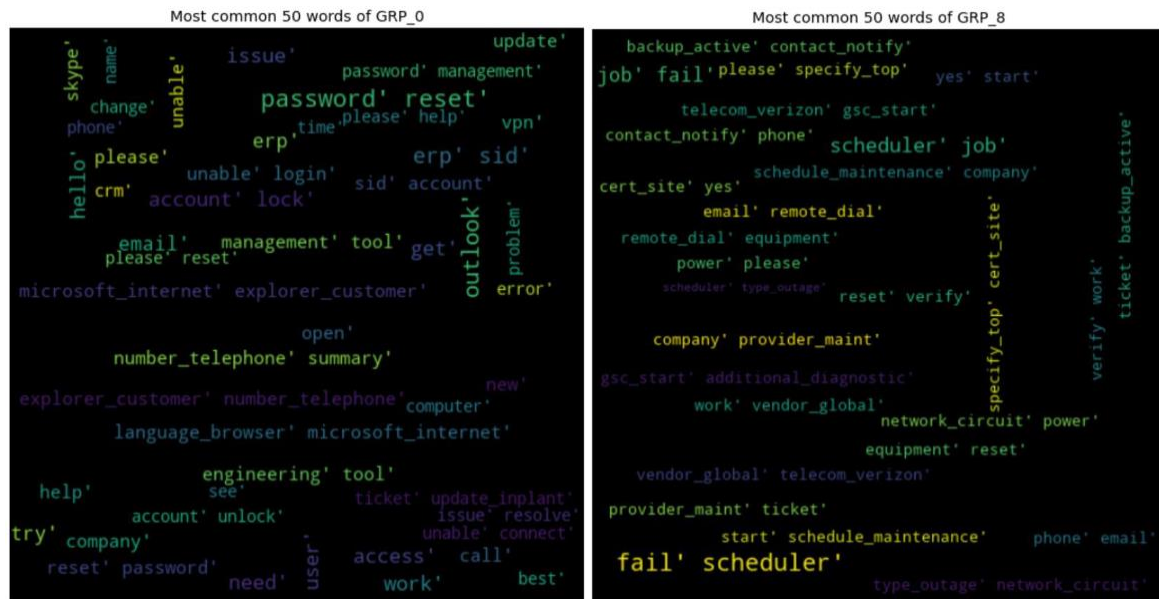 Most common 50 words of GRP_0
update'
issue'
skype'
name'
unable'
password' management'
change'
password' reset'
phone'
time'
please' help'
vpn'
erp'
please'
hello'
erp' sid'
unable' login'
sid' account'
crm'
account' lock'
outlook'
problem'
email'
management' tool'
get'
please' reset'
microsoft_internet' explorer_customer'
error'
open'
number_telephone' summary'
new'
explorer_customer' number_telephone'
computer'
language_browser' microsoft_internet'
engineering' tool'
help'
see'
ticket' update_inplant'
account' unlock'
issue' resolve'
try'
company'
unable' connect'
user'
access'
call'
reset' password'
need'
work'
best'
Most common 50 words of GRP_8
backup_active' contact_notify'
job' fail'
please' specify_top'
yes' start'
telecom_verizon' gsc_start'
contact_notify' phone'
scheduler' job'
ticket' backup_active'
schedule_maintenance' company'
cert_site' yes'
email' remote_dial'
specify_top' cert_site'
remote_dial' equipment'
power' please'
verify' work'
scheduler' type_outage'
reset' verify'
company' provider_maint'
gsc_start' additional_diagnostic'
work' vendor_global'
network_circuit' power'
equipment' reset'
vendor_global' telecom_verizon'
provider_maint' ticket'
start' schedule_maintenance'
phone' email'
fail' scheduler'
type_outage' network_circuit'